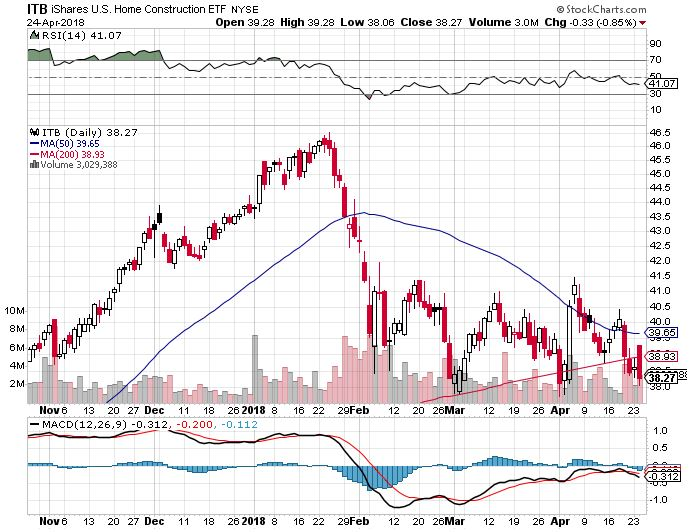 ITB iShares U.S. Home Construction ETF NYSE © StockCharts.com
24-Apr-2018 Open 39.28 High 39.28 Low 38.06 Close 38.27 Volume 3.0M Chg -0.33 (-0.85%)
RSI(14) 41.07
90
70
50
41.07
30
10
ITB (Daily) 38.27
MA(50) 39.65
MA(200) 38.93
Volume 3,029,388
46.5
46.0
45.5
45.0
44.5
44.0
43.5
43.0
42.5
42.0
41.5
41.0
40.5
40.0
39.65
38.93
38.27
38.0
10M
8M
6M
4M
2M
Nov 6 13 20 27 Dec 11 18 26 2018 8 16 22 29 Feb 12 20 26 Mar 12 19 26 Apr 9 16 23
MACD(12,26,9) -0.312, -0.200, -0.112
1.0
0.5
0.0
-0.312
-0.5
-1.0
Nov 6 13 20 27 Dec 11 18 26 2018 8 16 22 29 Feb 12 20 26 Mar 12 19 26 Apr 9 16 23